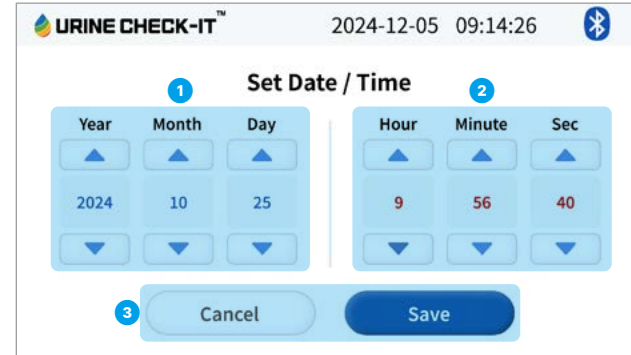 URINE CHECK-IT™ 2024-12-05 09:14:26
Set Date / Time
1 2
Year Month Day Hour Minute Sec
2024 10 25 9 56 40
3 Cancel Save